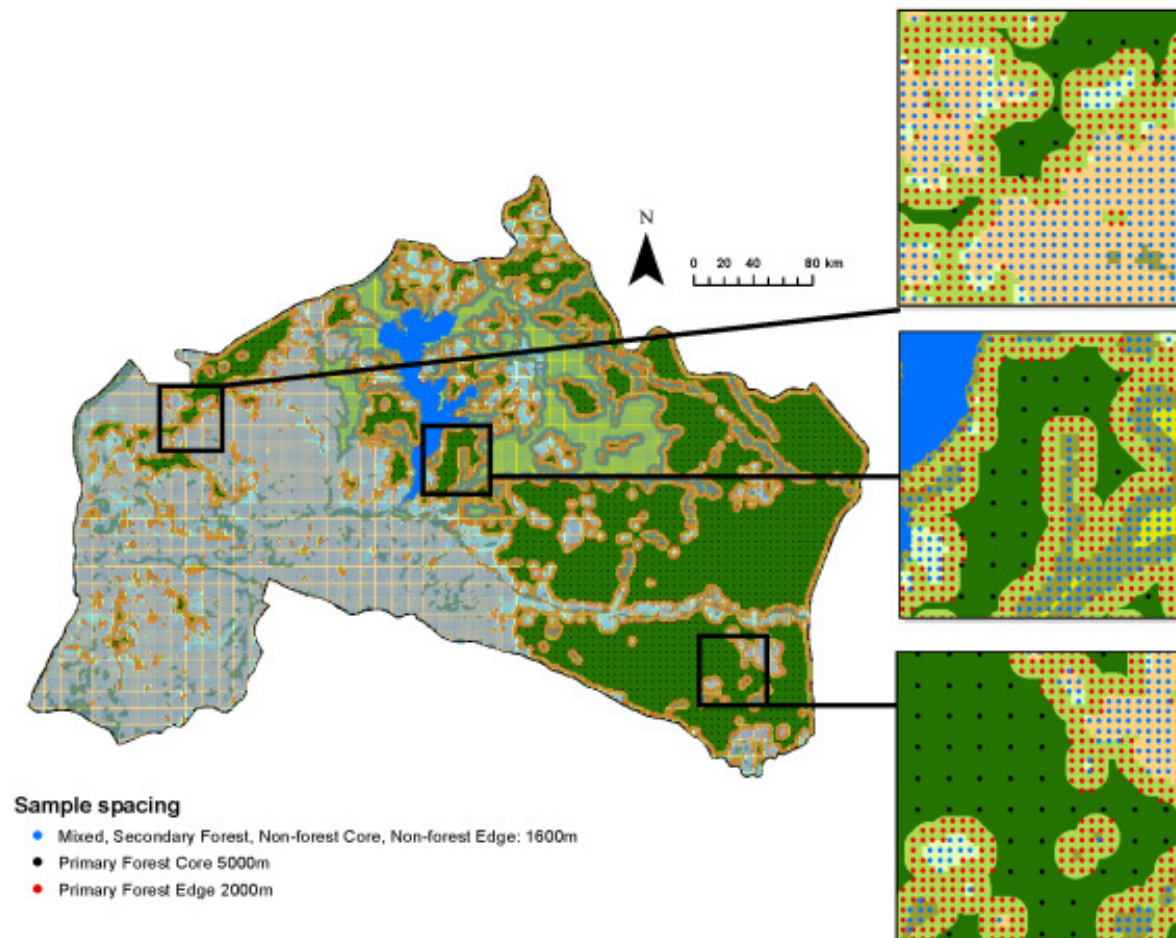 N
0 20 40 80 km
Sample spacing
Mixed, Secondary Forest, Non-forest Core, Non-forest Edge: 1600m
Primary Forest Core 5000m
Primary Forest Edge 2000m